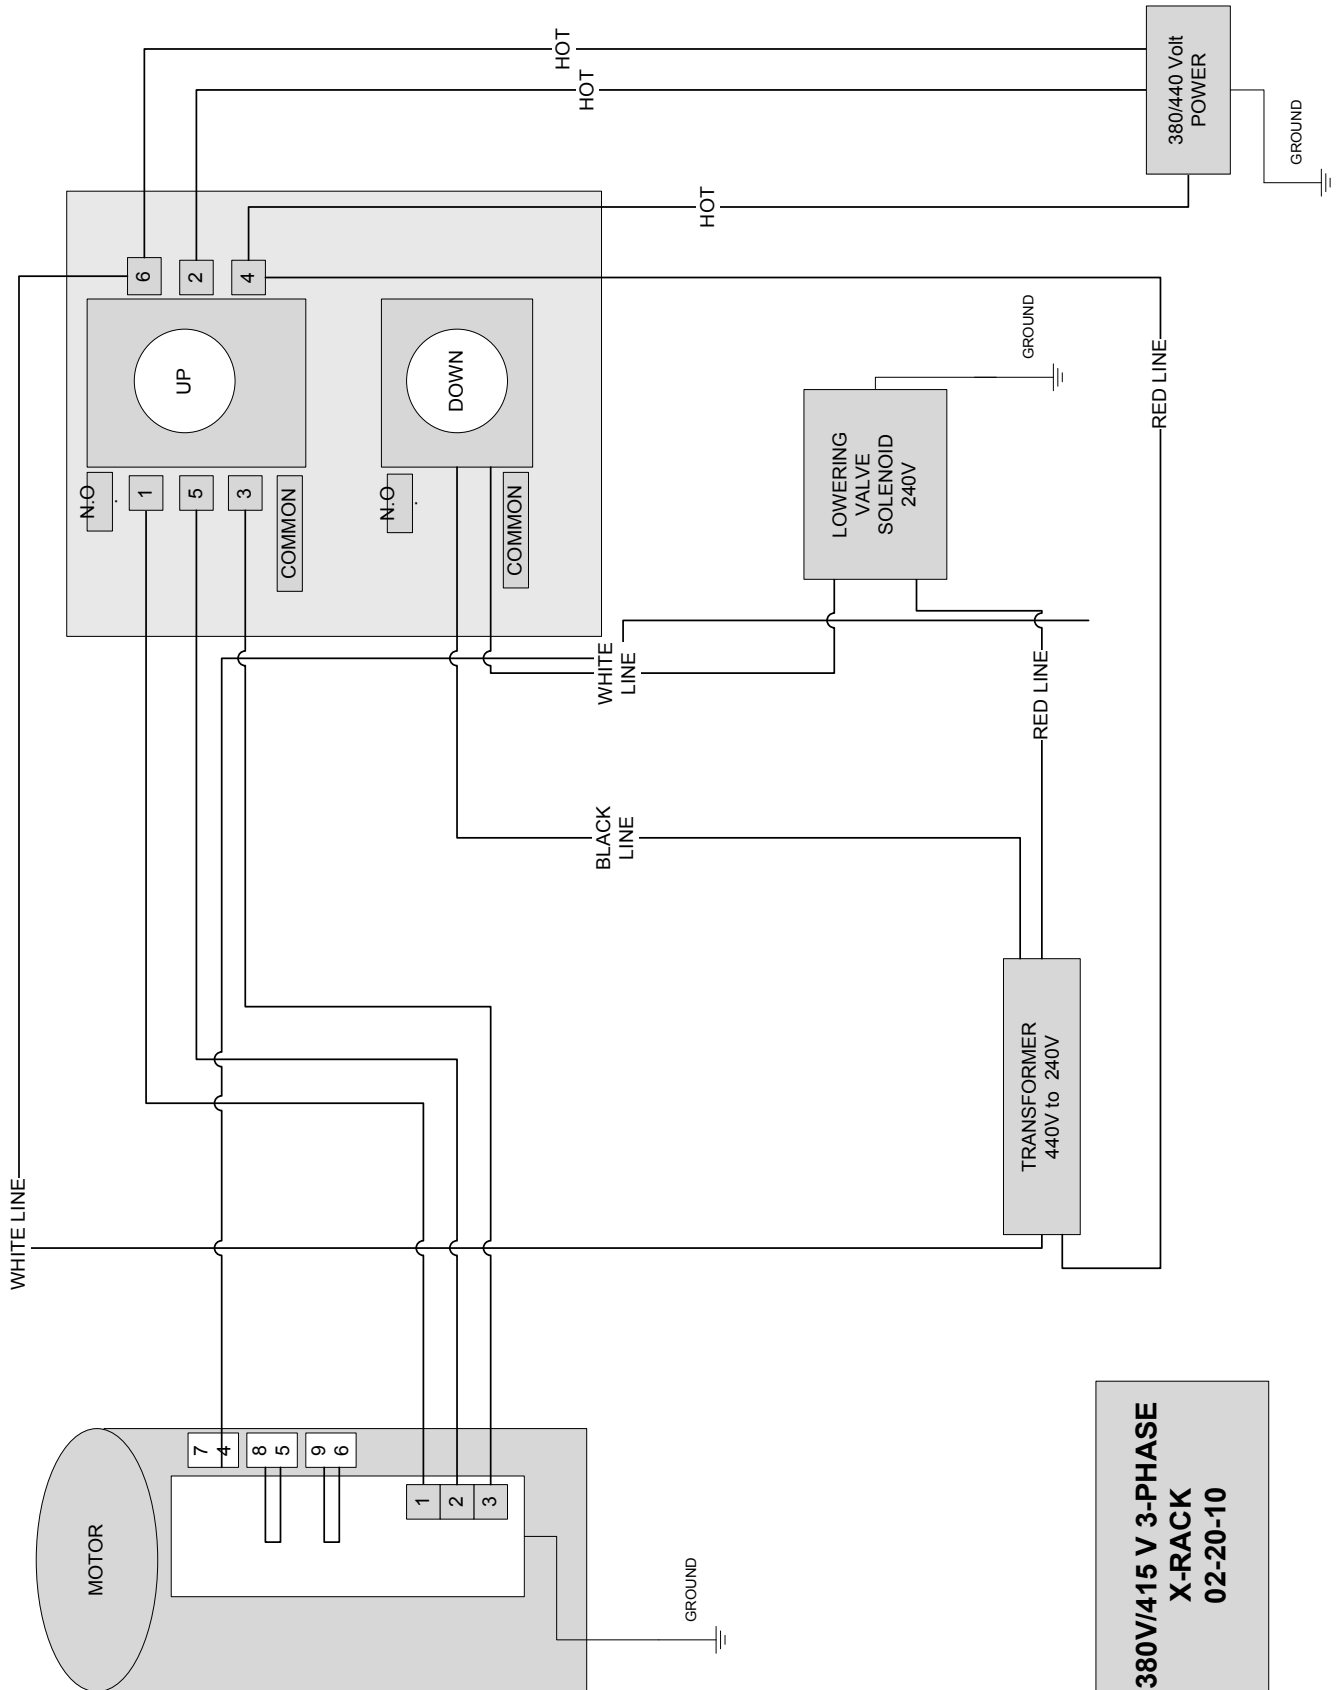 HOT
HOT
HOT
380/440 Volt
POWER
GROUND
6
2
4
UP
DOWN
N.O
.
1
5
3
COMMON
N.O
.
COMMON
LOWERING
VALVE
SOLENOID
240V
GROUND
RED LINE
WHITE
LINE
RED LINE
BLACK
LINE
TRANSFORMER
440V to 240V
WHITE LINE
MOTOR
7
4
8
5
9
6
1
2
3
GROUND
380V/415 V 3-PHASE
X-RACK
02-20-10